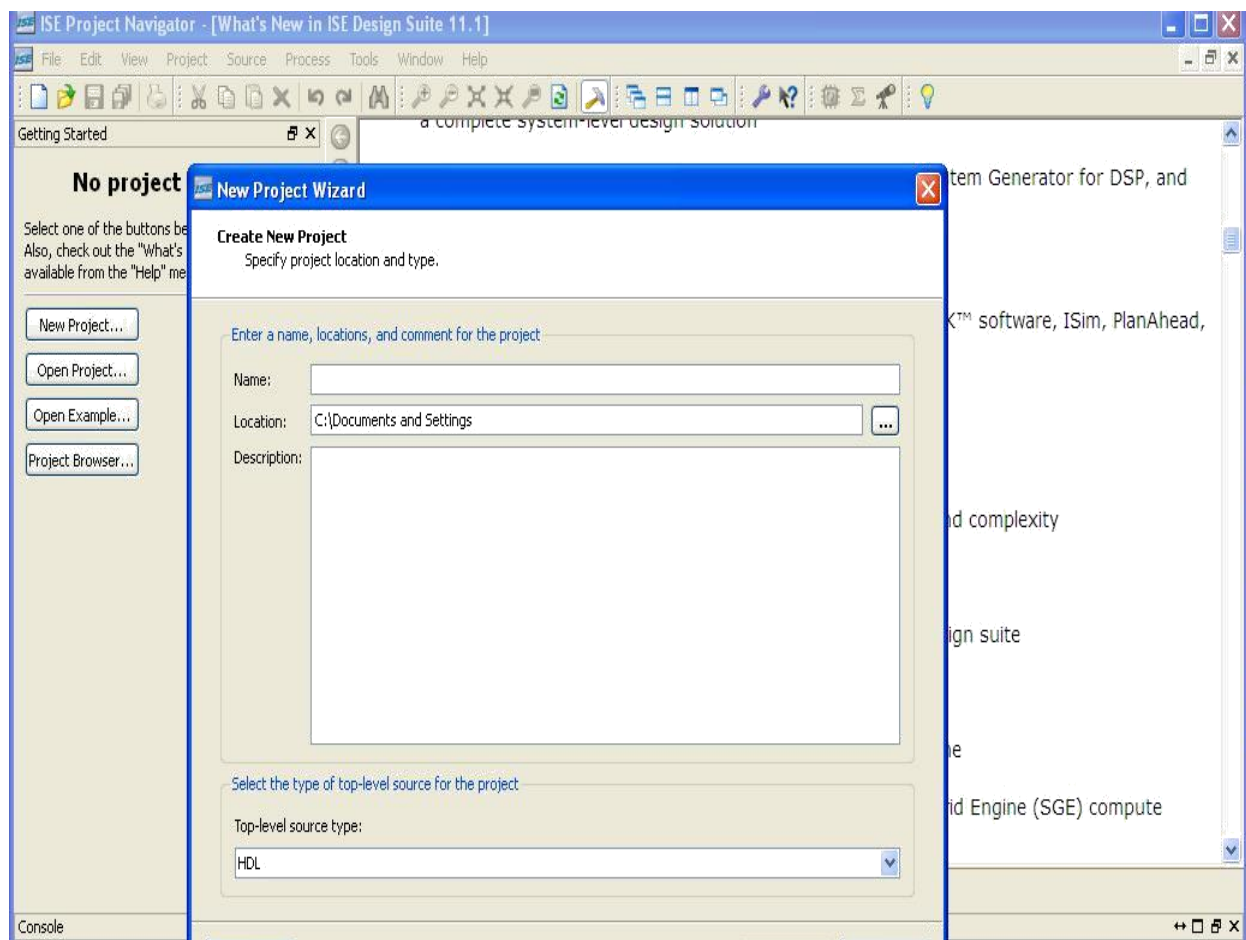 ISE Project Navigator - [What's New in ISE Design Suite 11.1]
File Edit View Project Source Process Tools Window Help
Getting Started
a complete system-level design solution
No project
tem Generator for DSP, and
New Project Wizard
Select one of the buttons be
Also, check out the "What's
available from the "Help" me
Create New Project
Specify project location and type.
New Project...
Open Project...
Open Example...
Project Browser...
Enter a name, locations, and comment for the project
™ software, ISim, PlanAhead,
Name:
Location: C:\Documents and Settings ...
Description:
nd complexity
ign suite
Select the type of top-level source for the project
Top-level source type:
rid Engine (SGE) compute
HDL
Console